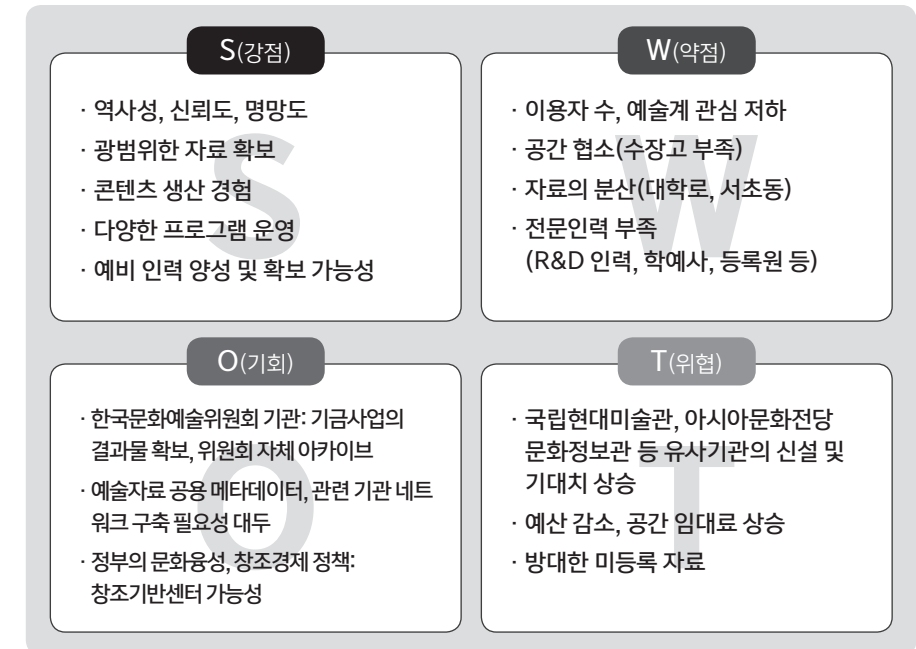 S(강점)
· 역사성, 신뢰도, 명망도
· 광범위한 자료 확보
· 콘텐츠 생산 경험
· 다양한 프로그램 운영
· 예비 인력 양성 및 확보 가능성
S
W(약점)
· 이용자 수, 예술계 관심 저하
· 공간 협소(수장고 부족)
· 자료의 분산(대학로, 서초동)
· 전문인력 부족
(R&D 인력, 학예사, 등록원 등)
W
O(기회)
· 한국문화예술위원회 기관: 기금사업의
결과물 확보, 위원회 자체 아카이브
· 예술자료 공용 메타데이터, 관련 기관 네트
워크 구축 필요성 대두
· 정부의 문화융성, 창조경제 정책:
창조기반센터 가능성
O
T(위협)
· 국립현대미술관, 아시아문화전당
문화정보관 등 유사기관의 신설 및
기대치 상승
· 예산 감소, 공간 임대료 상승
· 방대한 미등록 자료
T